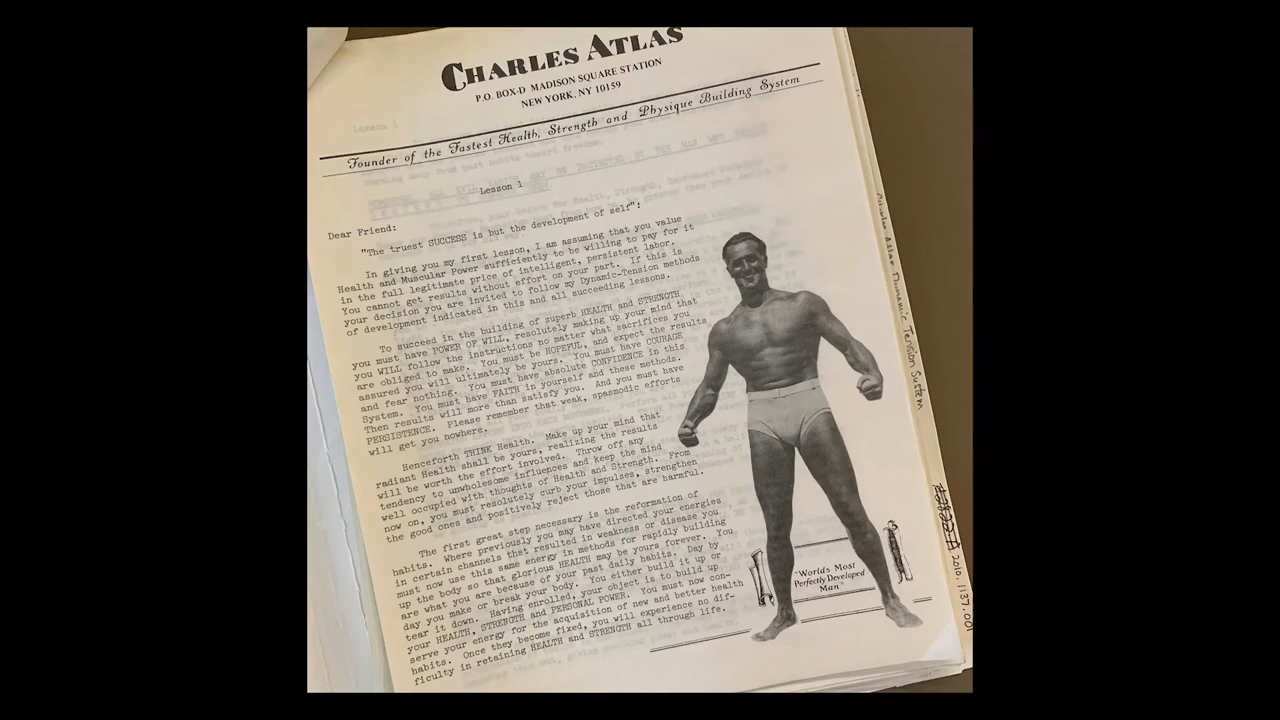 CHARLES ATLAS
P.O. BOX-D MADISON SQUARE STATION
NEW YORK, NY 10159
Founder of the Fastest Health, Strength and Physique Building System
Lesson 1
Lesson 1
Dear Friend:
"The truest SUCCESS is but the development of self":
In giving you my first lesson, I am assuming that you value
Health and Muscular Power sufficiently to be willing to pay for it
in the full legitimate price of intelligent, persistent labor.
You cannot get results without effort on your part. If this is
your decision you are invited to follow my Dynamic-Tension methods
of development indicated in this and all succeeding lessons.
To succeed in the building of superb HEALTH and STRENGTH
you must have POWER OF WILL, resolutely making up your mind that
you WILL follow the instructions no matter what sacrifices you
are obliged to make. You must be HOPEFUL, and expect the results
assured you will ultimately be yours. You must have COURAGE
and fear nothing. You must have absolute CONFIDENCE in this
System. You must have FAITH in yourself and these methods.
Then results will more than satisfy you. And you must have
PERSISTENCE. Please remember that weak, spasmodic efforts
will get you nowhere.
Henceforth THINK Health. Make up your mind that
radiant Health shall be yours, realizing the results
will be worth the effort involved. Throw off any
tendency to unwholesome influences and keep the mind
well occupied with thoughts of Health and Strength. From
now on, you must resolutely curb your impulses, strengthen
the good ones and positively reject those that are harmful.
The first great step necessary is the reformation of
habits. Where previously you may have directed your energies
in certain channels that resulted in weakness or disease you
must now use this same energy in methods for rapidly building
up the body so that glorious HEALTH may be yours forever. You
are what you are because of your past daily habits. Day by
day you make or break your body. You either build it up or
tear it down. Having enrolled, your object is to build up
your HEALTH, STRENGTH and PERSONAL POWER. You must now con-
serve your energy for the acquisition of new and better health
habits. Once they become fixed, you will experience no dif-
ficulty in retaining HEALTH and STRENGTH all through life.
"World's Most
Perfectly Developed
Man"
Charles Atlas Dynamic Tension System
2010.1137.001